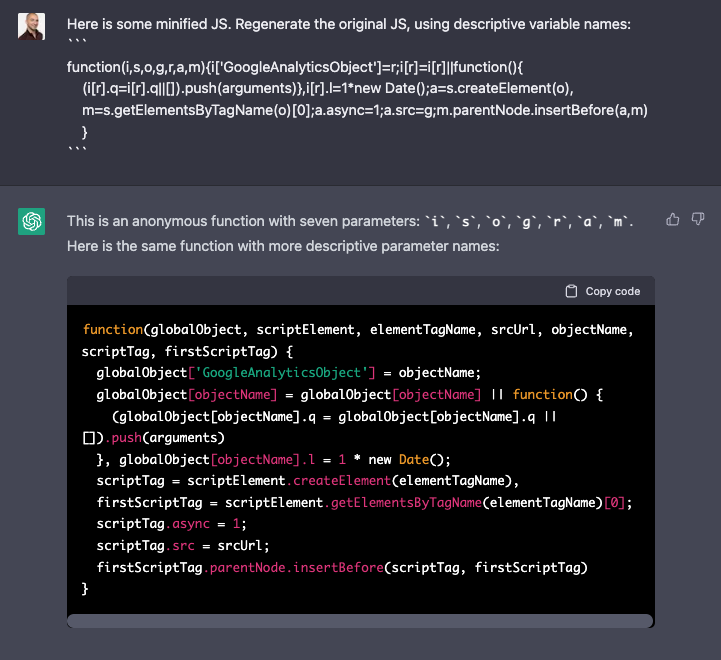 Here is some minified JS. Regenerate the original JS, using descriptive variable names:
```
function(i,s,o,g,r,a,m){i['GoogleAnalyticsObject']=r;i[r]=i[r]||function(){
(i[r].q=i[r].q||[]).push(arguments)},i[r].l=1*new Date();a=s.createElement(o),
m=s.getElementsByTagName(o)[0];a.async=1;a.src=g;m.parentNode.insertBefore(a,m)
}
```
This is an anonymous function with seven parameters: `i`, `s`, `o`, `g`, `r`, `a`, `m`.
Here is the same function with more descriptive parameter names:
Copy code
function(globalObject, scriptElement, elementTagName, srcUrl, objectName,
scriptTag, firstScriptTag) {
globalObject['GoogleAnalyticsObject'] = objectName;
globalObject[objectName] = globalObject[objectName] || function() {
(globalObject[objectName].q = globalObject[objectName].q ||
[]).push(arguments)
}, globalObject[objectName].l = 1 * new Date();
scriptTag = scriptElement.createElement(elementTagName),
firstScriptTag = scriptElement.getElementsByTagName(elementTagName)[0];
scriptTag.async = 1;
scriptTag.src = srcUrl;
firstScriptTag.parentNode.insertBefore(scriptTag, firstScriptTag)
}